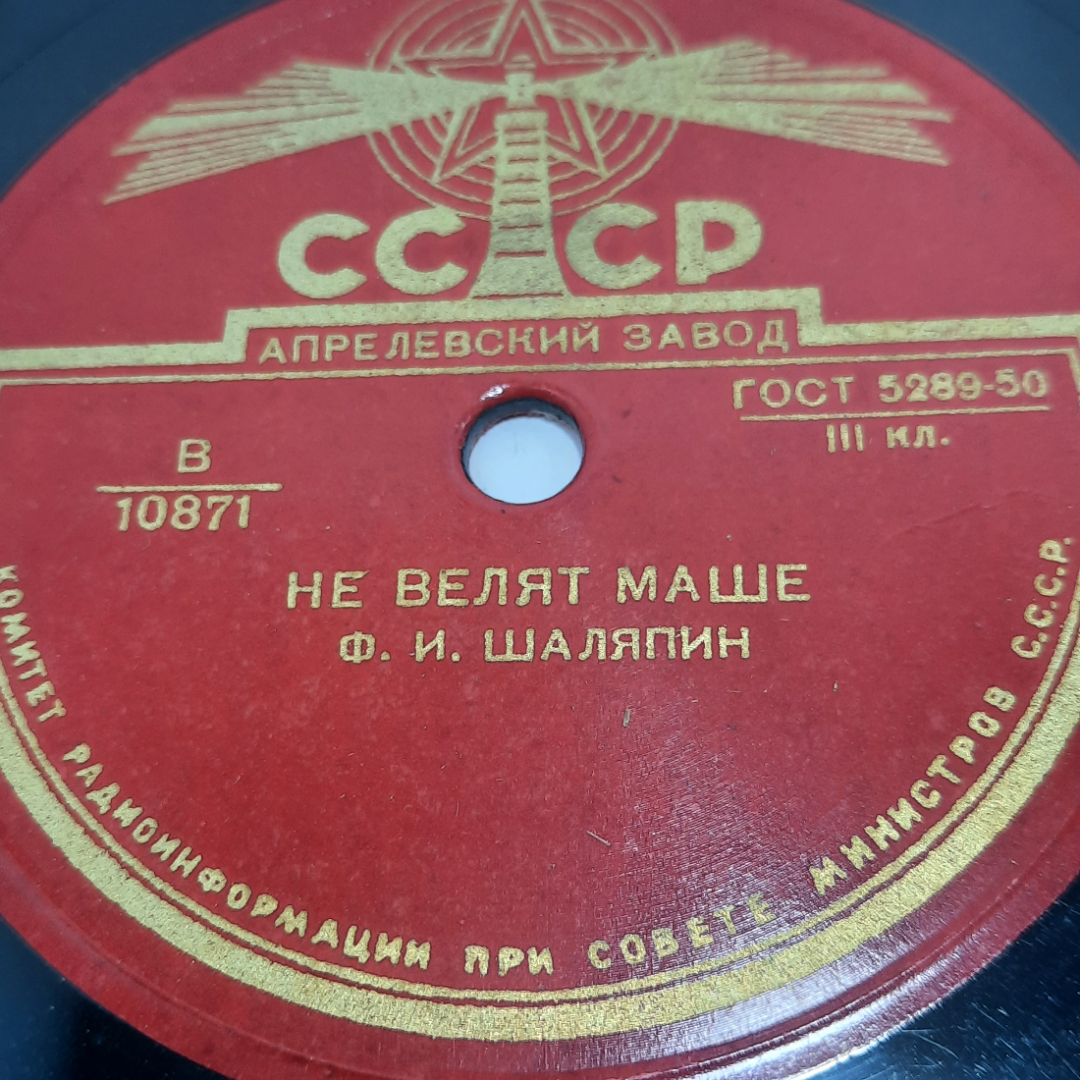 СССР
АПРЕЛЕВСКИЙ ЗАВОД
ГОСТ 5289-50
III кл.
В
10871
НЕ ВЕЛЯТ МАШЕ
Ф. И. ШАЛЯПИН
КОМИТЕТ РАДИОИНФОРМАЦИИ ПРИ СОВЕТЕ МИНИСТРОВ С.С.С.Р.